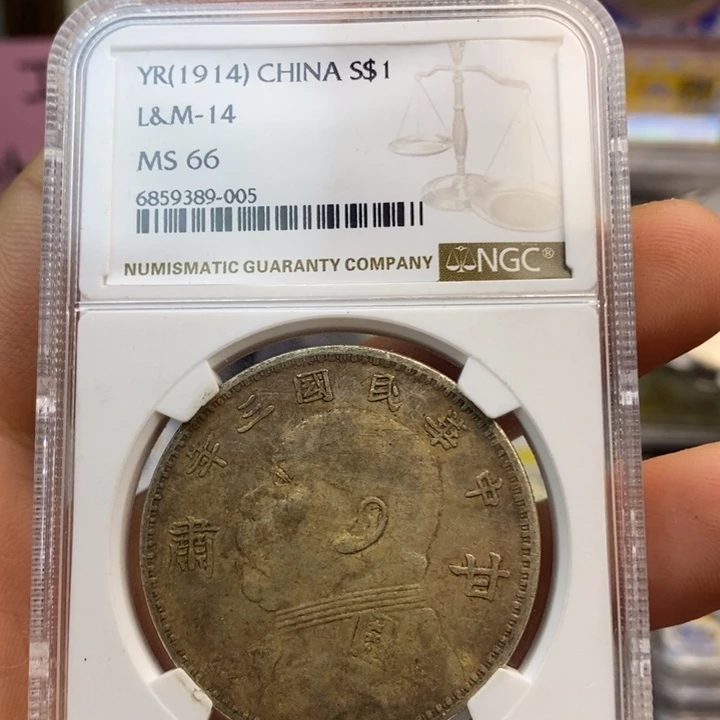 YR(1914) CHINA S$1
L&M-14
MS 66
6859389-005
NUMISMATIC GUARANTY COMPANY NGC®
年三國民華中
肅 甘